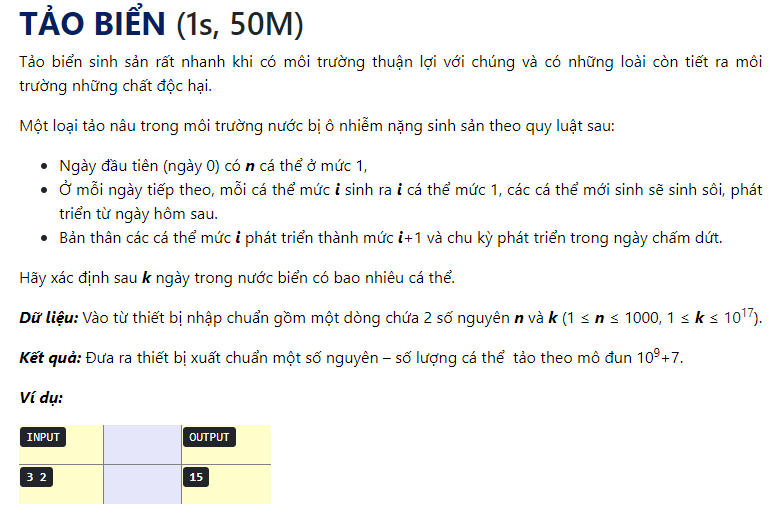 TẢO BIỂN (1s, 50M)
Tảo biển sinh sản rất nhanh khi có môi trường thuận lợi với chúng và có những loài còn tiết ra môi
trường những chất độc hại.
Một loại tảo nâu trong môi trường nước bị ô nhiễm nặng sinh sản theo quy luật sau:
• Ngày đầu tiên (ngày 0) có n cá thể ở mức 1,
• Ở mỗi ngày tiếp theo, mỗi cá thể mức i sinh ra i cá thể mức 1, các cá thể mới sinh sẽ sinh sôi, phát
triển từ ngày hôm sau.
• Bản thân các cá thể mức i phát triển thành mức i+1 và chu kỳ phát triển trong ngày chấm dứt.
Hãy xác định sau k ngày trong nước biển có bao nhiêu cá thể.
Dữ liệu: Vào từ thiết bị nhập chuẩn gồm một dòng chứa 2 số nguyên n và k (1 ≤ n ≤ 1000, 1 ≤ k ≤ 10¹⁷).
Kết quả: Đưa ra thiết bị xuất chuẩn một số nguyên – số lượng cá thể tảo theo mô đun 10⁹+7.
Ví dụ:
INPUT OUTPUT
3 2 15